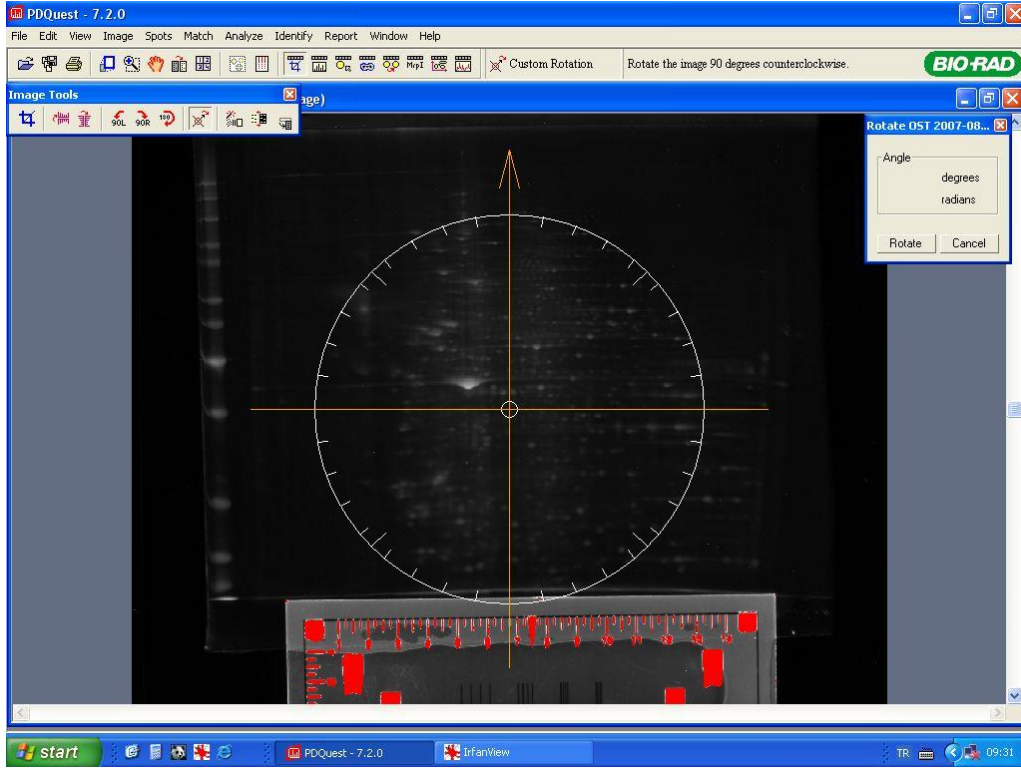 PDQuest - 7.2.0
File Edit View Image Spots Match Analyze Identify Report Window Help
Custom Rotation
Rotate the image 90 degrees counterclockwise.
BIO-RAD
Image Tools
age)
90L 90R 180
Rotate OST 2007-08...
Angle
degrees
radians
Rotate Cancel
start
PDQuest - 7.2.0
IrfanView
TR
09:31